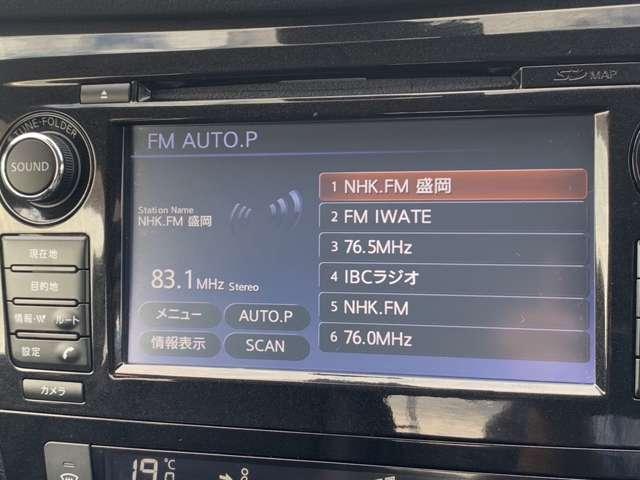 SD MAP
TUNE・FOLDER
SOUND
FM AUTO.P
Station Name
NHK.FM 盛岡
83.1MHz Stereo
メニュー
AUTO.P
情報表示
SCAN
1 NHK.FM 盛岡
2 FM IWATE
3 76.5MHz
4 IBCラジオ
5 NHK.FM
6 76.0MHz
現在地
目的地
情報・W
ルート
設定
カメラ
19℃